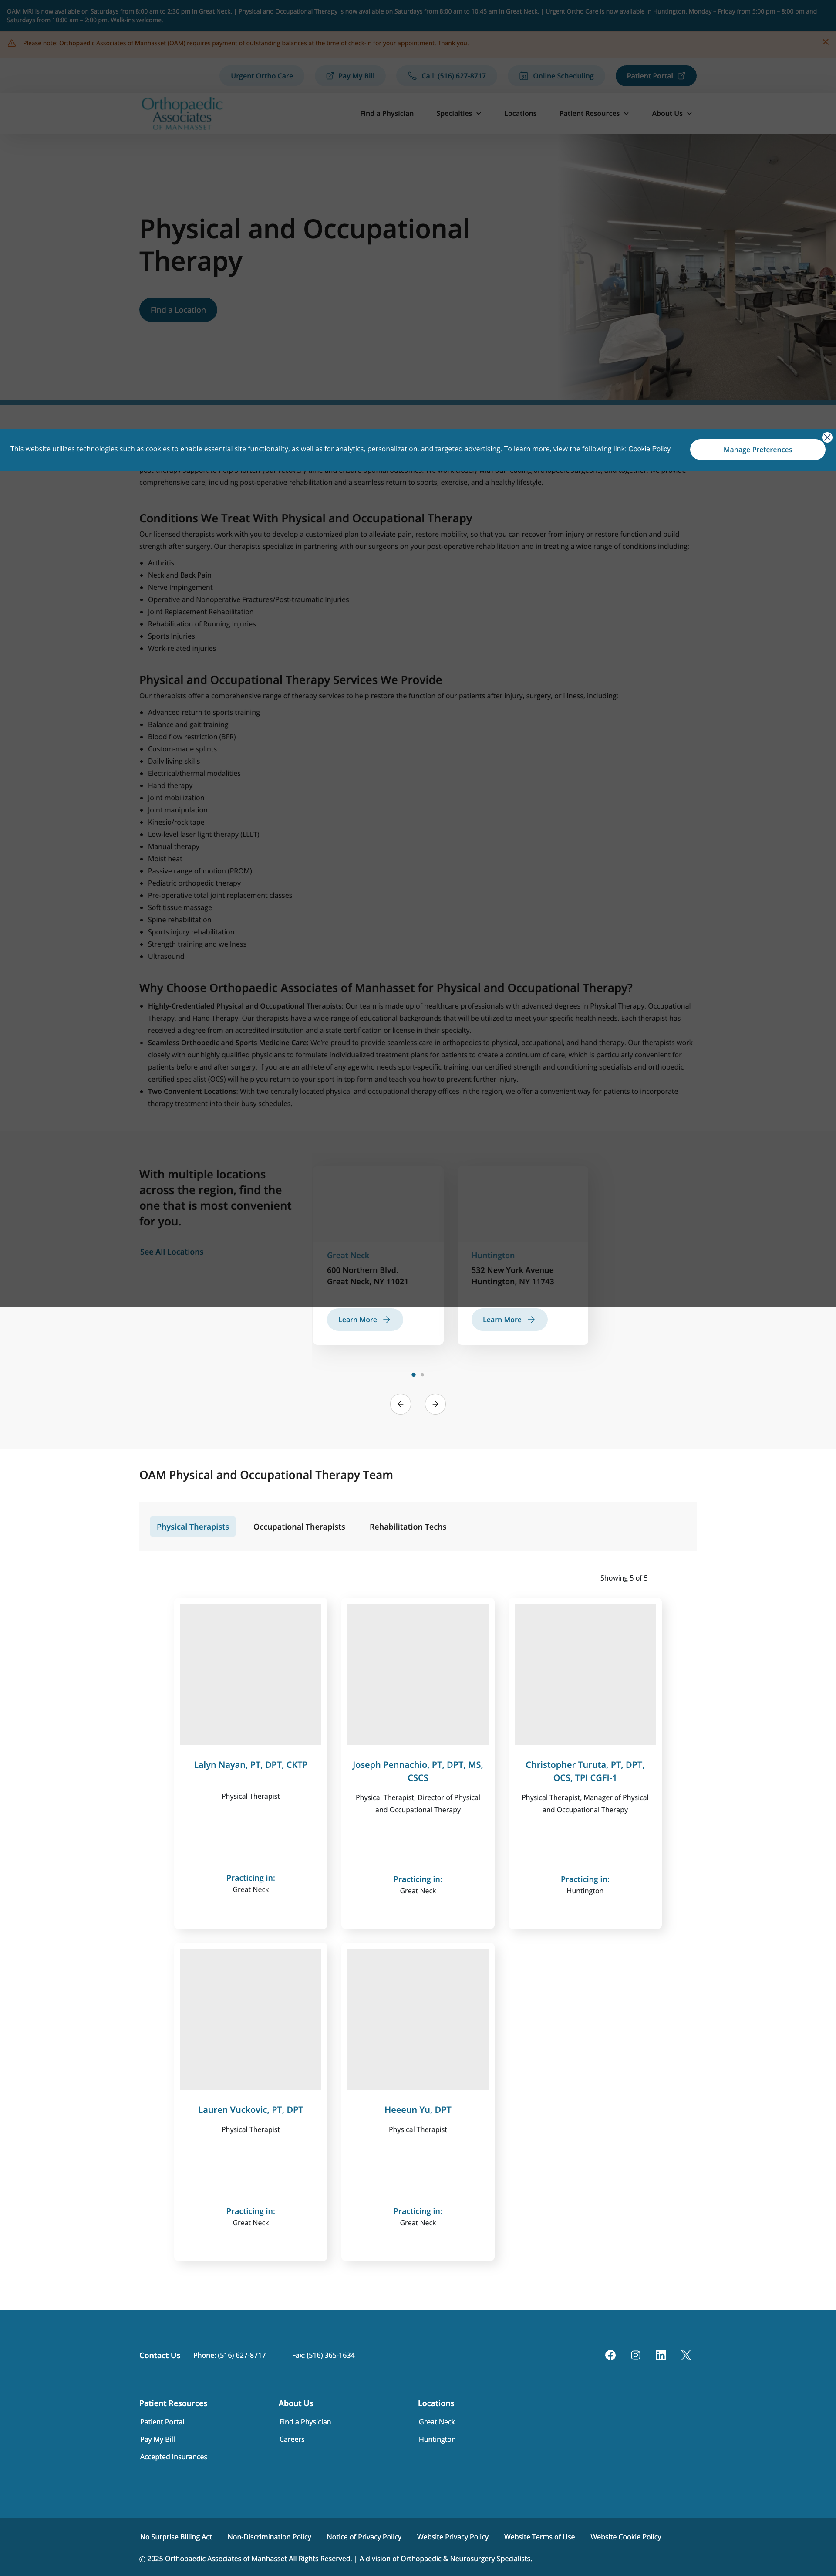 OAM MRI is now available on Saturdays from 8:00 am to 2:30 pm in Great Neck. | Physical and Occupational Therapy is now available on Saturdays from 8:00 am to 10:45 am in Great Neck. | Urgent Ortho Care is now available in Huntington, Monday – Friday from 5:00 pm – 8:00 pm and
Saturdays from 10:00 am – 2:00 pm. Walk-ins welcome.
Please note: Orthopaedic Associates of Manhasset (OAM) requires payment of outstanding balances at the time of check-in for your appointment. Thank you.
Urgent Ortho Care
Pay My Bill
Call: (516) 627-8717
Online Scheduling
Patient Portal
Orthopaedic
Associates
OF MANHASSET
Find a Physician
Specialties
Locations
Patient Resources
About Us
Physical and Occupational
Therapy
Find a Location
This website utilizes technologies such as cookies to enable essential site functionality, as well as for analytics, personalization, and targeted advertising. To learn more, view the following link: Cookie Policy
Manage Preferences
comprehensive care, including post-operative rehabilitation and a seamless return to sports, exercise, and a healthy lifestyle.
Conditions We Treat With Physical and Occupational Therapy
Our licensed therapists work with you to develop a customized plan to alleviate pain, restore mobility, so that you can recover from injury or restore function and build
strength after surgery. Our therapists specialize in partnering with our surgeons on your post-operative rehabilitation and in treating a wide range of conditions including:
Arthritis
Neck and Back Pain
Nerve Impingement
Operative and Nonoperative Fractures/Post-traumatic Injuries
Joint Replacement Rehabilitation
Rehabilitation of Running Injuries
Sports Injuries
Work-related injuries
Physical and Occupational Therapy Services We Provide
Our therapists offer a comprehensive range of therapy services to help restore the function of our patients after injury, surgery, or illness, including:
Advanced return to sports training
Balance and gait training
Blood flow restriction (BFR)
Custom-made splints
Daily living skills
Electrical/thermal modalities
Hand therapy
Joint mobilization
Joint manipulation
Kinesio/rock tape
Low-level laser light therapy (LLLT)
Manual therapy
Moist heat
Passive range of motion (PROM)
Pediatric orthopedic therapy
Pre-operative total joint replacement classes
Soft tissue massage
Spine rehabilitation
Sports injury rehabilitation
Strength training and wellness
Ultrasound
Why Choose Orthopaedic Associates of Manhasset for Physical and Occupational Therapy?
Highly-Credentialed Physical and Occupational Therapists: Our team is made up of healthcare professionals with advanced degrees in Physical Therapy, Occupational
Therapy, and Hand Therapy. Our therapists have a wide range of educational backgrounds that will be utilized to meet your specific health needs. Each therapist has
received a degree from an accredited institution and a state certification or license in their specialty.
Seamless Orthopedic and Sports Medicine Care: We're proud to provide seamless care in orthopedics to physical, occupational, and hand therapy. Our therapists work
closely with our highly qualified physicians to formulate individualized treatment plans for patients to create a continuum of care, which is particularly convenient for
patients before and after surgery. If you are an athlete of any age who needs sport-specific training, our certified strength and conditioning specialists and orthopedic
certified specialist (OCS) will help you return to your sport in top form and teach you how to prevent further injury.
Two Convenient Locations: With two centrally located physical and occupational therapy offices in the region, we offer a convenient way for patients to incorporate
therapy treatment into their busy schedules.
With multiple locations
across the region, find the
one that is most convenient
for you.
See All Locations
Great Neck
600 Northern Blvd.
Great Neck, NY 11021
Learn More
Huntington
532 New York Avenue
Huntington, NY 11743
Learn More
OAM Physical and Occupational Therapy Team
Physical Therapists
Occupational Therapists
Rehabilitation Techs
Showing 5 of 5
Lalyn Nayan, PT, DPT, CKTP
Physical Therapist
Practicing in:
Great Neck
Joseph Pennachio, PT, DPT, MS,
CSCS
Physical Therapist, Director of Physical
and Occupational Therapy
Practicing in:
Great Neck
Christopher Turuta, PT, DPT,
OCS, TPI CGFI-1
Physical Therapist, Manager of Physical
and Occupational Therapy
Practicing in:
Huntington
Lauren Vuckovic, PT, DPT
Physical Therapist
Practicing in:
Great Neck
Heeeun Yu, DPT
Physical Therapist
Practicing in:
Great Neck
Contact Us
Phone: (516) 627-8717
Fax: (516) 365-1634
Patient Resources
Patient Portal
Pay My Bill
Accepted Insurances
About Us
Find a Physician
Careers
Locations
Great Neck
Huntington
No Surprise Billing Act
Non-Discrimination Policy
Notice of Privacy Policy
Website Privacy Policy
Website Terms of Use
Website Cookie Policy
© 2025 Orthopaedic Associates of Manhasset All Rights Reserved. | A division of Orthopaedic & Neurosurgery Specialists.